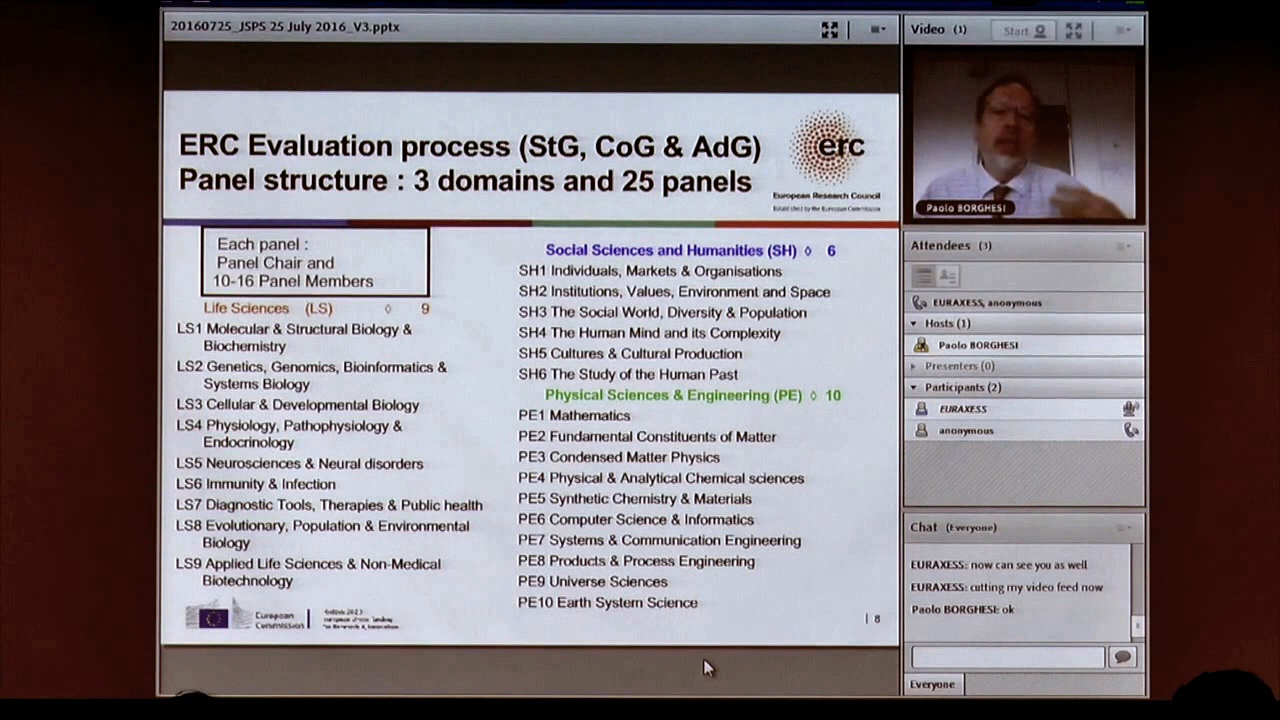 20160725_JSPS 25 July 2016_V3.pptx
ERC Evaluation process (StG, CoG & AdG)
Panel structure : 3 domains and 25 panels
erc
European Research Council
Established by the European Commission
Each panel :
Panel Chair and
10-16 Panel Members
Life Sciences (LS) ◊ 9
LS1 Molecular & Structural Biology &
Biochemistry
LS2 Genetics, Genomics, Bioinformatics &
Systems Biology
LS3 Cellular & Developmental Biology
LS4 Physiology, Pathophysiology &
Endocrinology
LS5 Neurosciences & Neural disorders
LS6 Immunity & Infection
LS7 Diagnostic Tools, Therapies & Public health
LS8 Evolutionary, Population & Environmental
Biology
LS9 Applied Life Sciences & Non-Medical
Biotechnology
Social Sciences and Humanities (SH) ◊ 6
SH1 Individuals, Markets & Organisations
SH2 Institutions, Values, Environment and Space
SH3 The Social World, Diversity & Population
SH4 The Human Mind and its Complexity
SH5 Cultures & Cultural Production
SH6 The Study of the Human Past
Physical Sciences & Engineering (PE) ◊ 10
PE1 Mathematics
PE2 Fundamental Constituents of Matter
PE3 Condensed Matter Physics
PE4 Physical & Analytical Chemical sciences
PE5 Synthetic Chemistry & Materials
PE6 Computer Science & Informatics
PE7 Systems & Communication Engineering
PE8 Products & Process Engineering
PE9 Universe Sciences
PE10 Earth System Science
European
Commission
| 8
Video (1)
Start
Paolo BORGHESI
Attendees (3)
EURAXESS, anonymous
Hosts (1)
Paolo BORGHESI
Presenters (0)
Participants (2)
EURAXESS
anonymous
Chat (Everyone)
EURAXESS: now can see you as well
EURAXESS: cutting my video feed now
Paolo BORGHESI: ok
Everyone